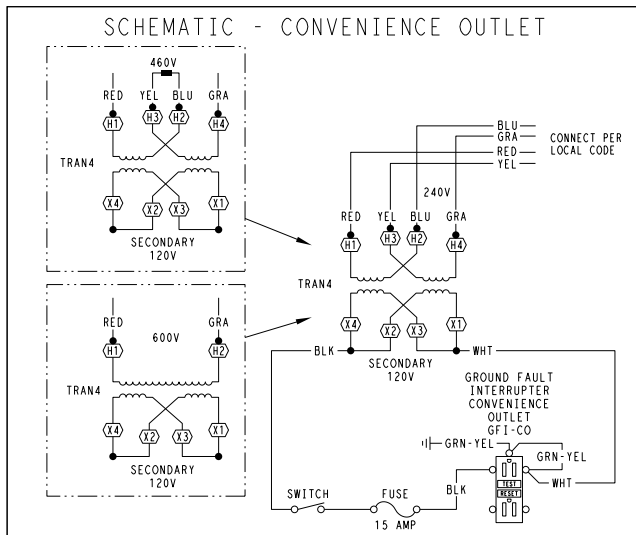 SCHEMATIC - CONVENIENCE OUTLET
460V
RED YEL BLU GRA
H1 H3 H2 H4
TRAN4
X4 X2 X3 X1
SECONDARY
120V
RED GRA
600V
H1 H2
TRAN4
X4 X2 X3 X1
SECONDARY
120V
BLU
GRA
RED
YEL
CONNECT PER
LOCAL CODE
240V
RED YEL BLU GRA
H1 H3 H2 H4
TRAN4
X4 X2 X3 X1
BLK WHT
SECONDARY
120V
GROUND FAULT
INTERRUPTER
CONVENIENCE
OUTLET
GFI-CO
GRN-YEL
GRN-YEL
WHT
BLK
TEST
RESET
SWITCH FUSE
15 AMP